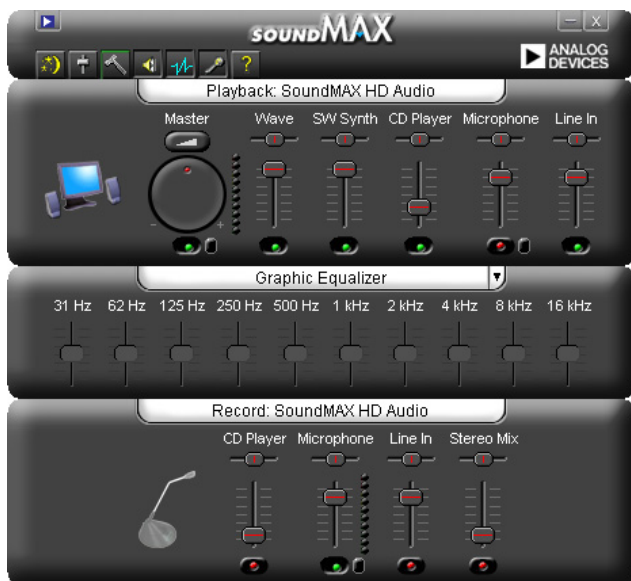 SOUNDMAX
ANALOG
DEVICES
?
Playback: SoundMAX HD Audio
Master Wave SW Synth CD Player Microphone Line In
- +
Graphic Equalizer
31 Hz 62 Hz 125 Hz 250 Hz 500 Hz 1 kHz 2 kHz 4 kHz 8 kHz 16 kHz
Record: SoundMAX HD Audio
CD Player Microphone Line In Stereo Mix